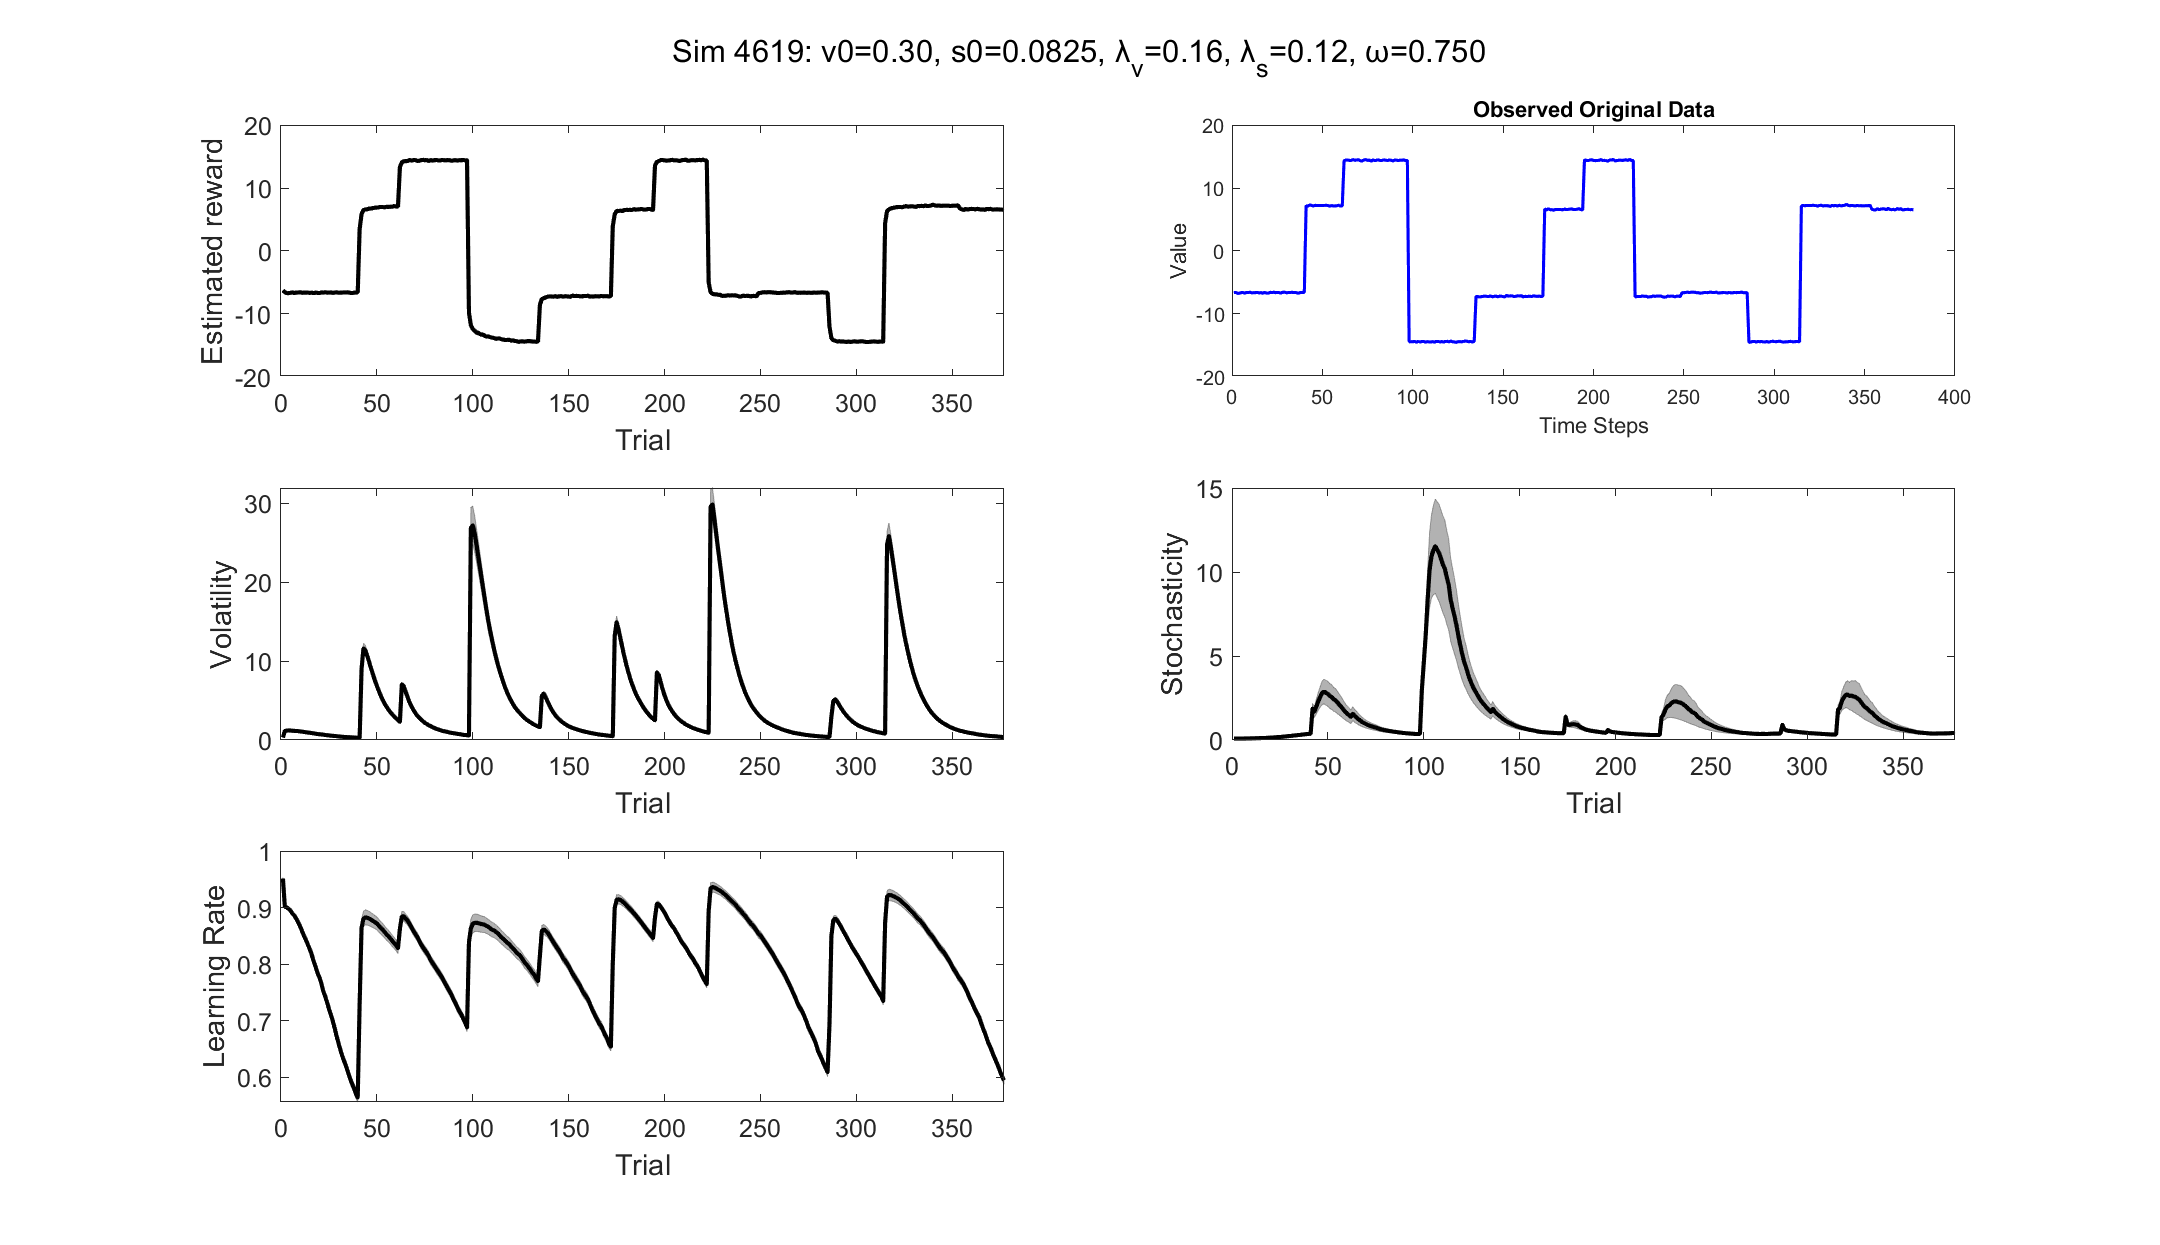 Sim 4619: v0=0.30, s0=0.0825, λv=0.16, λs=0.12, ω=0.750
Estimated reward
20
10
0
-10
-20
0 50 100 150 200 250 300 350
Trial
Observed Original Data
Value
20
10
0
-10
-20
0 50 100 150 200 250 300 350 400
Time Steps
Volatility
30
20
10
0
0 50 100 150 200 250 300 350
Trial
Stochasticity
15
10
5
0
0 50 100 150 200 250 300 350
Trial
Learning Rate
1
0.9
0.8
0.7
0.6
0 50 100 150 200 250 300 350
Trial